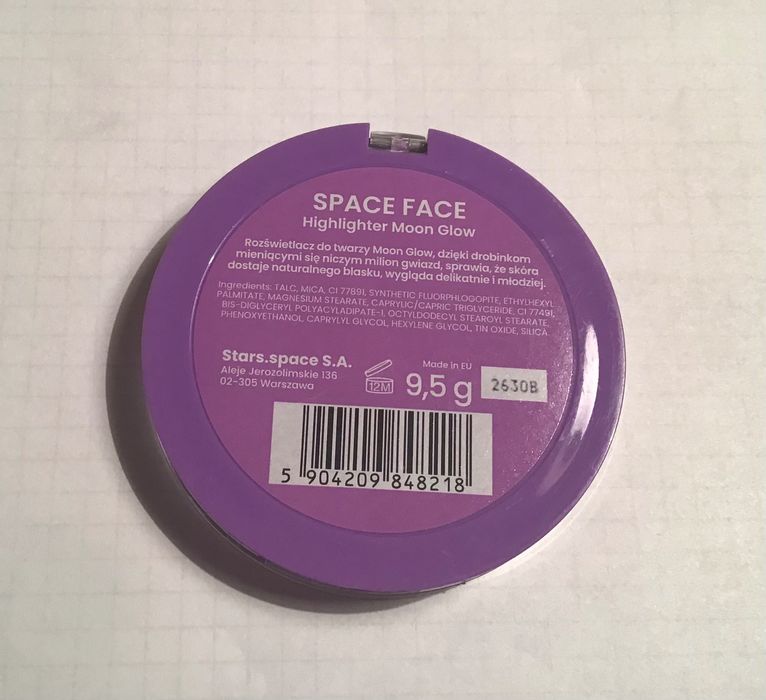 SPACE FACE
Highlighter Moon Glow
Rozświetlacz do twarzy Moon Glow, dzięki drobinkom
mieniącymi się niczym milion gwiazd, sprawia, że skóra
dostaje naturalnego blasku, wygląda delikatnie i młodziej.
Ingredients: TALC, MICA, CI 77891, SYNTHETIC FLUORPHLOGOPITE, ETHYLHEXYL
PALMITATE, MAGNESIUM STEARATE, CAPRYLIC/CAPRIC TRIGLYCERIDE, CI 77491,
BIS-DIGLYCERYL POLYACYLADIPATE-1, OCTYLDODECYL STEAROYL STEARATE,
PHENOXYETHANOL, CAPRYLYL GLYCOL, HEXYLENE GLYCOL, TIN OXIDE, SILICA
Stars.space S.A.
Aleje Jerozolimskie 136
02-305 Warszawa
12M
Made in EU
9,5 g
2630B
5 904209 848218